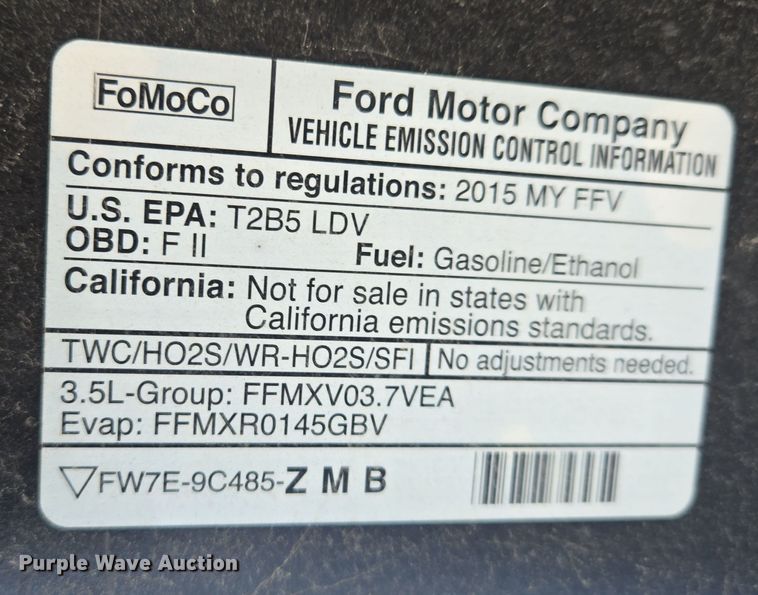 FoMoCo
Ford Motor Company
VEHICLE EMISSION CONTROL INFORMATION
Conforms to regulations: 2015 MY FFV
U.S. EPA: T2B5 LDV
OBD: F II Fuel: Gasoline/Ethanol
California: Not for sale in states with
California emissions standards.
TWC/HO2S/WR-HO2S/SFI No adjustments needed.
3.5L-Group: FFMXV03.7VEA
Evap: FFMXR0145GBV
FW7E-9C485-Z M B
Purple Wave Auction